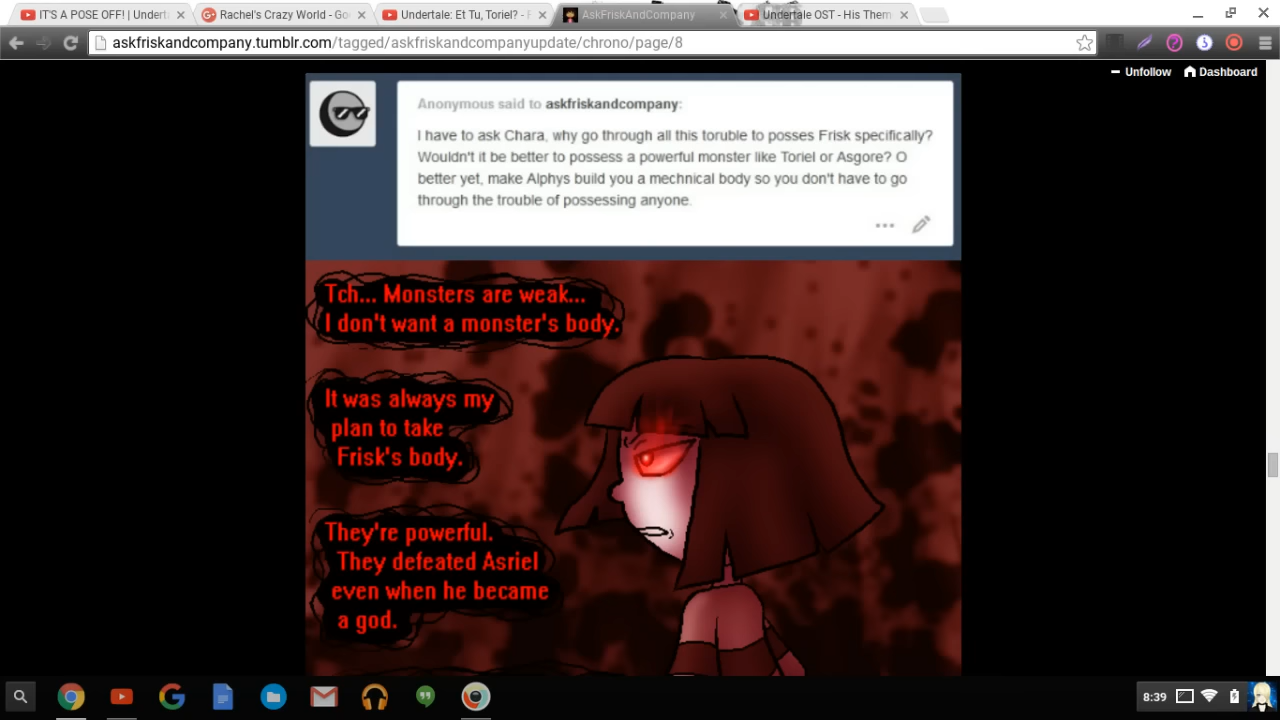 IT'S A POSE OFF! | Undert
Rachel's Crazy World - Go
Undertale: Et Tu, Toriel? - 
AskFriskAndCompany
Undertale OST - His Them
askfriskandcompany.tumblr.com/tagged/askfriskandcompanyupdate/chrono/page/8
Unfollow Dashboard
Anonymous said to askfriskandcompany:
I have to ask Chara, why go through all this toruble to posses Frisk specifically?
Wouldn't it be better to possess a powerful monster like Toriel or Asgore? O
better yet, make Alphys build you a mechnical body so you don't have to go
through the trouble of possessing anyone.
Tch... Monsters are weak...
I don't want a monster's body.
It was always my
plan to take
Frisk's body.
They're powerful.
They defeated Asriel
even when he became
a god.
8:39